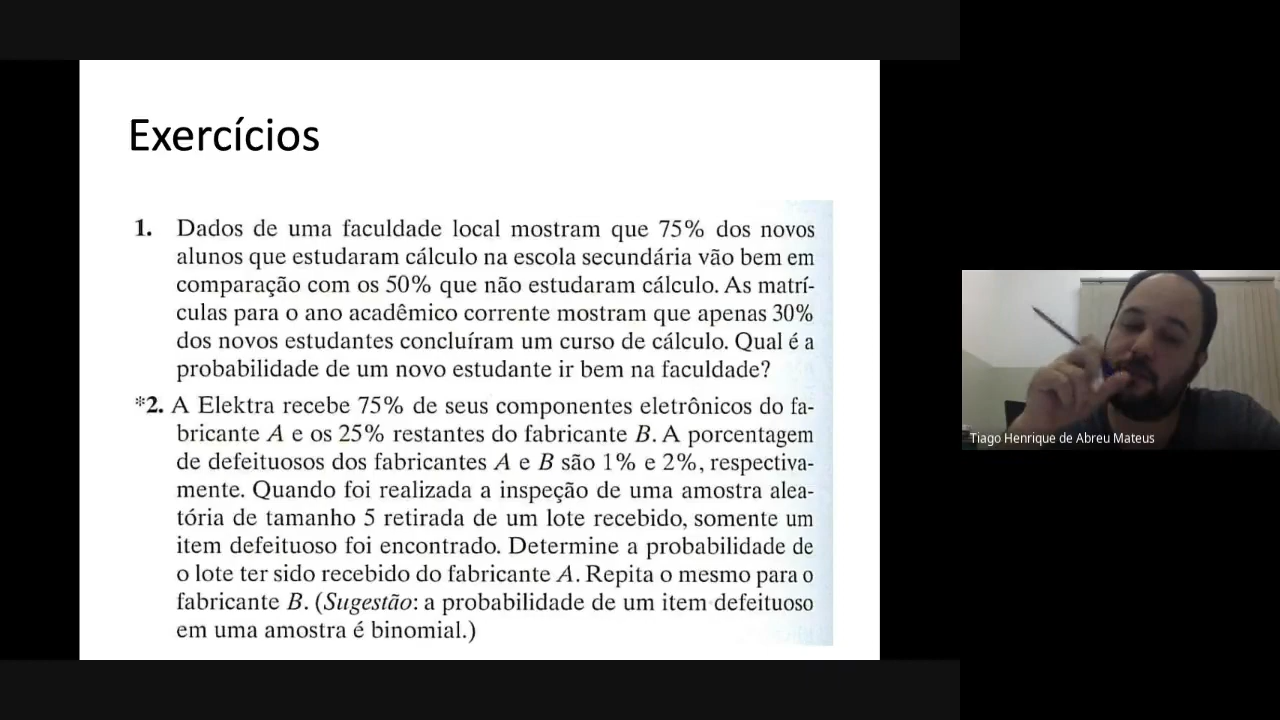 Exercícios
1. Dados de uma faculdade local mostram que 75% dos novos
alunos que estudaram cálculo na escola secundária vão bem em
comparação com os 50% que não estudaram cálculo. As matrí-
culas para o ano acadêmico corrente mostram que apenas 30%
dos novos estudantes concluíram um curso de cálculo. Qual é a
probabilidade de um novo estudante ir bem na faculdade?
*2. A Elektra recebe 75% de seus componentes eletrônicos do fa-
bricante A e os 25% restantes do fabricante B. A porcentagem
de defeituosos dos fabricantes A e B são 1% e 2%, respectiva-
mente. Quando foi realizada a inspeção de uma amostra alea-
tória de tamanho 5 retirada de um lote recebido, somente um
item defeituoso foi encontrado. Determine a probabilidade de
o lote ter sido recebido do fabricante A. Repita o mesmo para o
fabricante B. (Sugestão: a probabilidade de um item defeituoso
em uma amostra é binomial.)
Tiago Henrique de Abreu Mateus